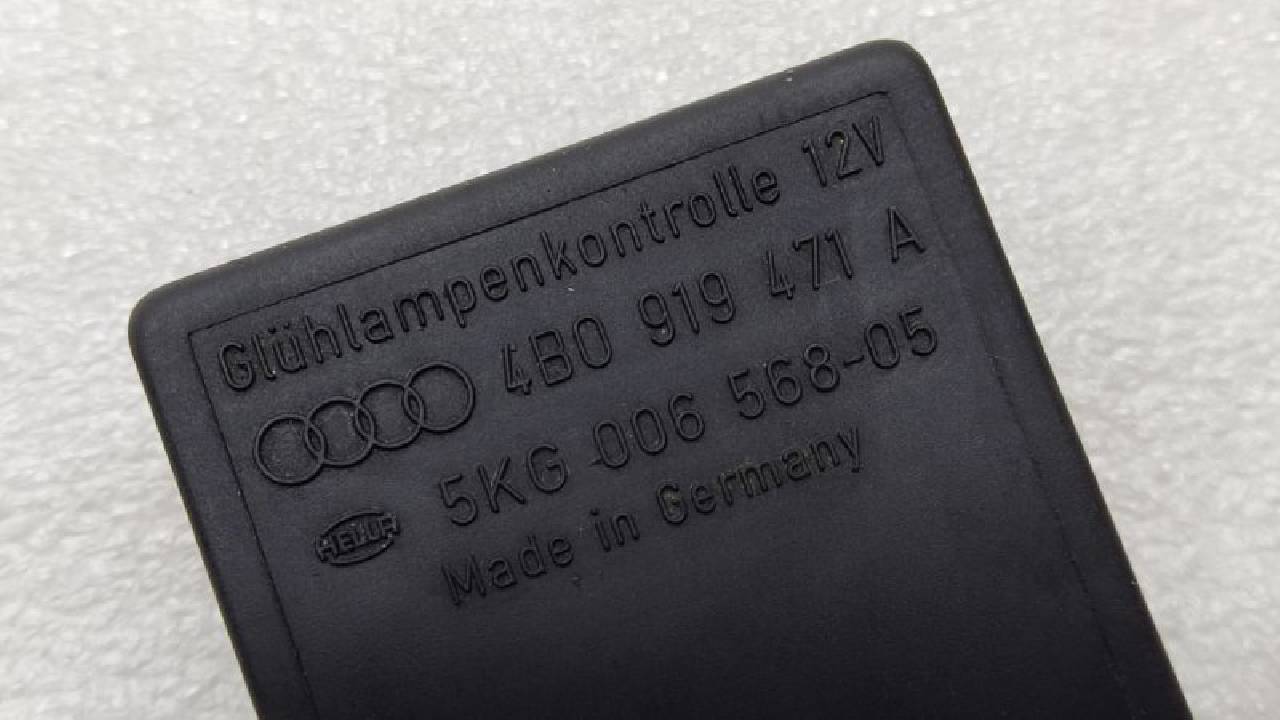 Glühlampenkontrolle 12V
4B0 919 471 A
5KG 006 568-05
HELLA
Made in Germany